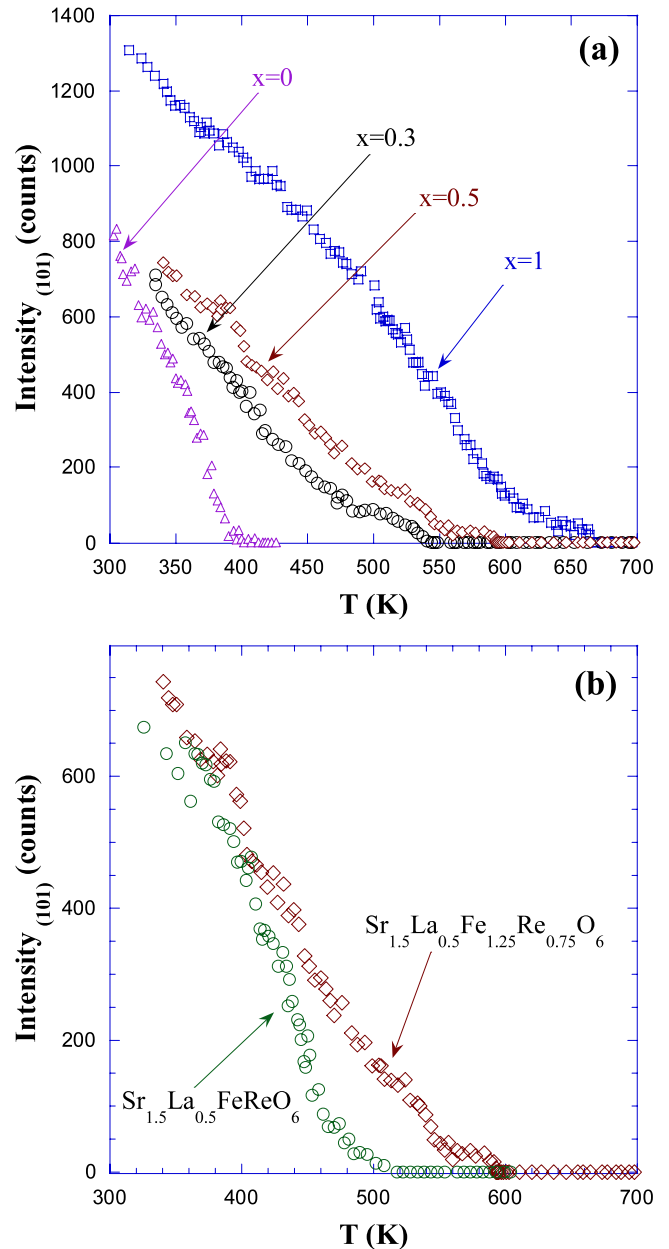 1400
(a)
1200
x=0
1000
x=0.3
x=0.5
800
x=1
600
400
200
0
Intensity (101) (counts)
300 350 400 450 500 550 600 650 700
T (K)
(b)
600
400
Sr1.5La0.5Fe1.25Re0.75O6
200
Sr1.5La0.5FeReO6
0
Intensity (101) (counts)
300 400 500 600 700
T (K)